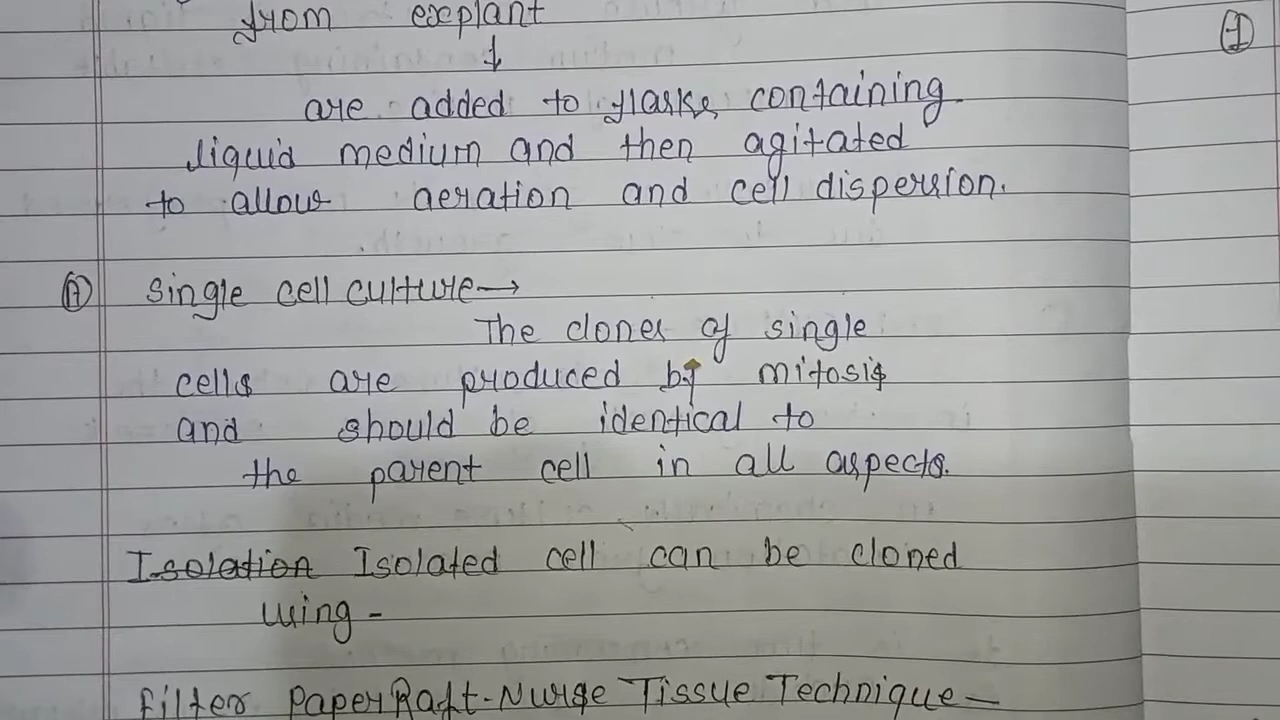 from explant
↓
are added to flasks containing
liquid medium and then agitated
to allow aeration and cell dispersion.
Ⓐ Single cell culture→
The clones of single
cells are produced by mitosis
and should be identical to
the parent cell in all aspects.
Isolation Isolated cell can be cloned
using -
Filter Paper Raft-Nurse Tissue Technique-